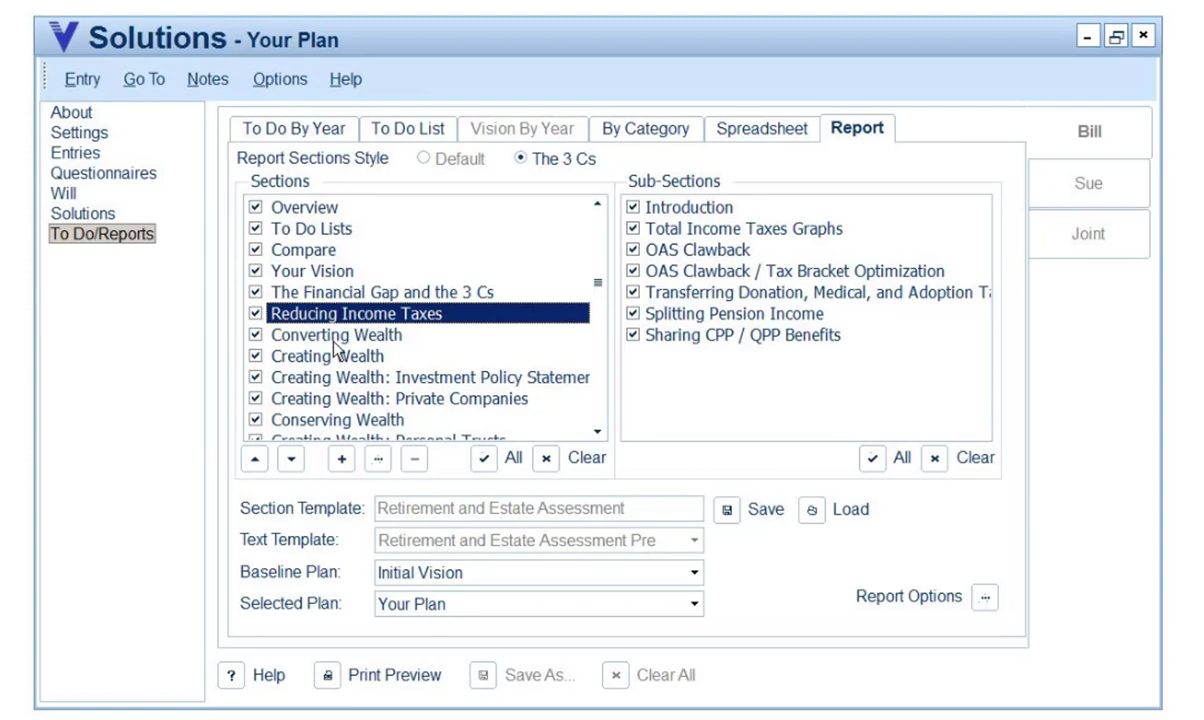 Solutions - Your Plan
Entry Go To Notes Options Help
About
Settings
Entries
Questionnaires
Will
Solutions
To Do/Reports
To Do By Year To Do List Vision By Year By Category Spreadsheet Report
Report Sections Style Default The 3 Cs
Sections
Overview
To Do Lists
Compare
Your Vision
The Financial Gap and the 3 Cs
Reducing Income Taxes
Converting Wealth
Creating Wealth
Creating Wealth: Investment Policy Statemer
Creating Wealth: Private Companies
Conserving Wealth
Creating Wealth: Personal Trusts
All Clear
Sub-Sections
Introduction
Total Income Taxes Graphs
OAS Clawback
OAS Clawback / Tax Bracket Optimization
Transferring Donation, Medical, and Adoption Ta
Splitting Pension Income
Sharing CPP / QPP Benefits
All Clear
Section Template: Retirement and Estate Assessment Save Load
Text Template: Retirement and Estate Assessment Pre
Baseline Plan: Initial Vision
Selected Plan: Your Plan
Report Options
? Help Print Preview Save As... Clear All
Bill
Sue
Joint